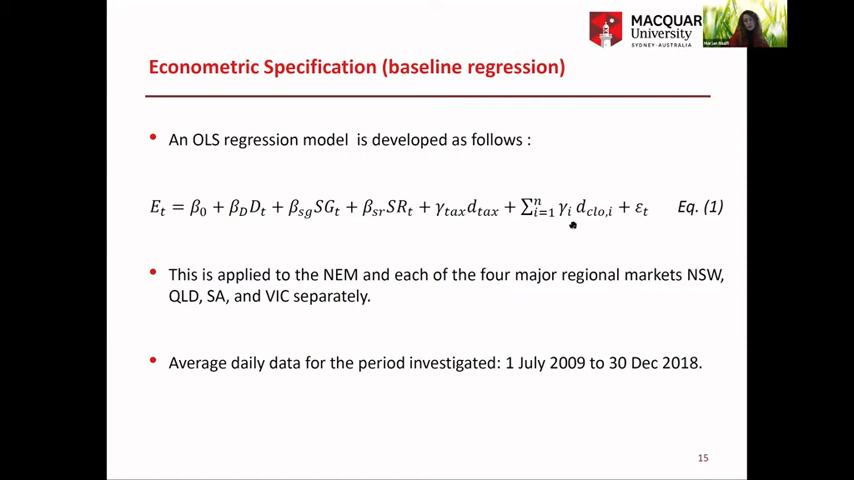 MACQUAR
University
SYDNEY·AUSTRALIA
Econometric Specification (baseline regression)
• An OLS regression model is developed as follows :
E_t = β_0 + β_D D_t + β_sg SG_t + β_sr SR_t + γ_tax d_tax + ∑_{i=1}^n γ_i d_{clo,i} + ε_t Eq. (1)
• This is applied to the NEM and each of the four major regional markets NSW,
QLD, SA, and VIC separately.
• Average daily data for the period investigated: 1 July 2009 to 30 Dec 2018.
15